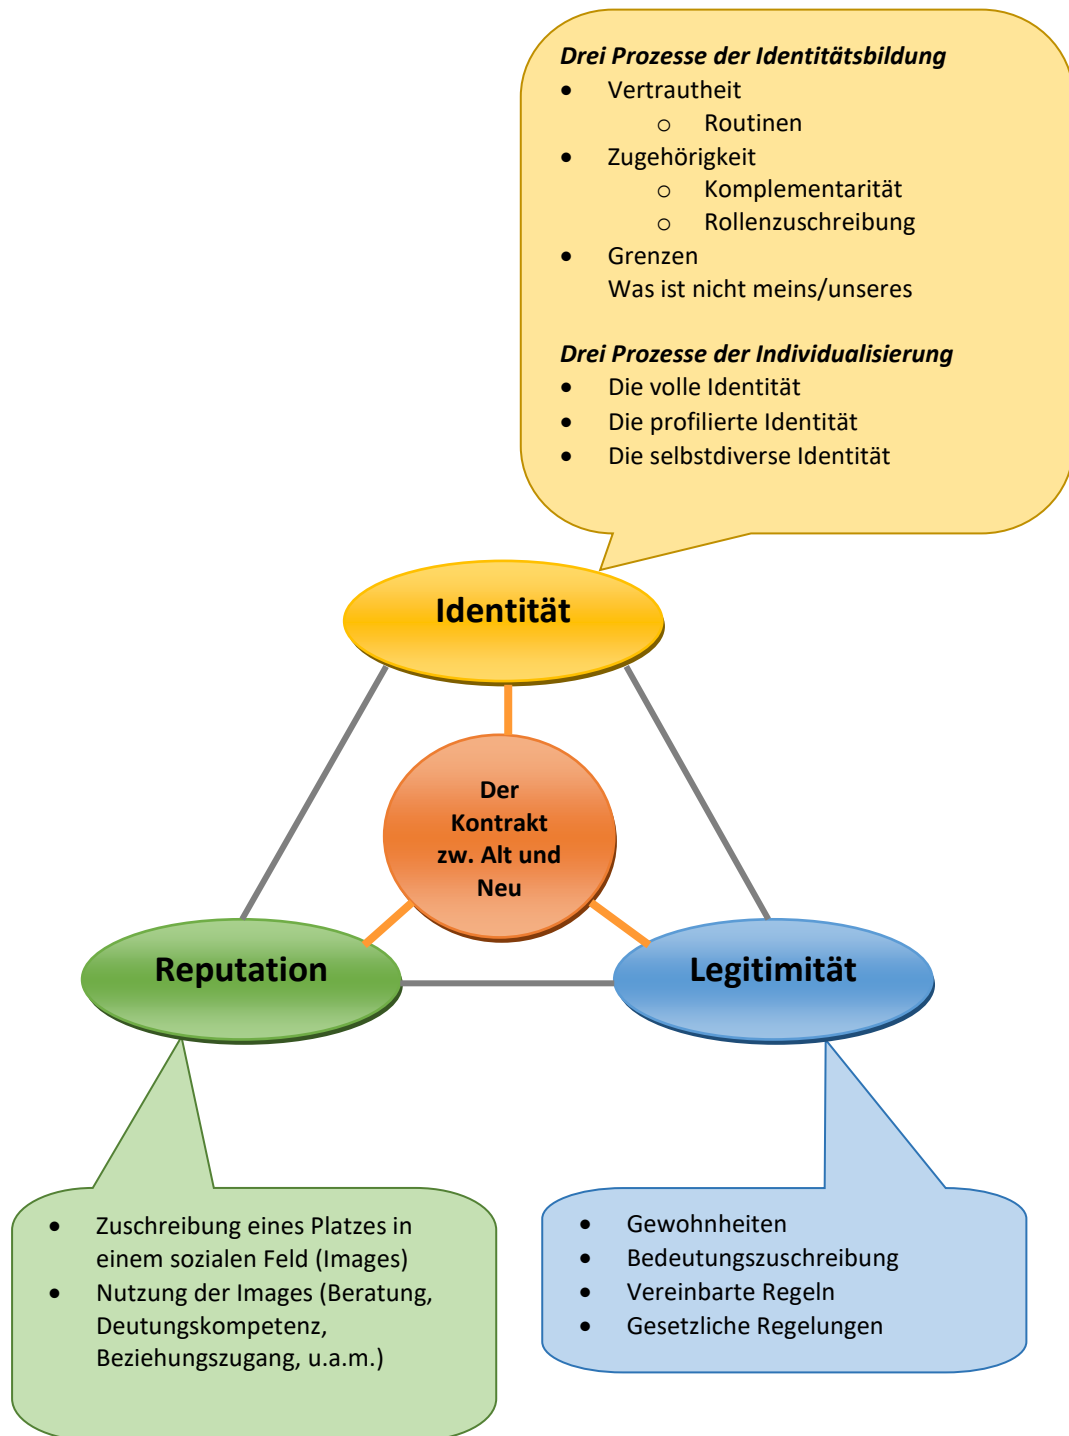 Drei Prozesse der Identitätsbildung
• Vertrautheit
o Routinen
• Zugehörigkeit
o Komplementarität
o Rollenzuschreibung
• Grenzen
Was ist nicht meins/unseres
Drei Prozesse der Individualisierung
• Die volle Identität
• Die profilierte Identität
• Die selbstdiverse Identität
Identität
Der
Kontrakt
zw. Alt und
Neu
Reputation
Legitimität
• Zuschreibung eines Platzes in
einem sozialen Feld (Images)
• Nutzung der Images (Beratung,
Deutungskompetenz,
Beziehungszugang, u.a.m.)
• Gewohnheiten
• Bedeutungszuschreibung
• Vereinbarte Regeln
• Gesetzliche Regelungen